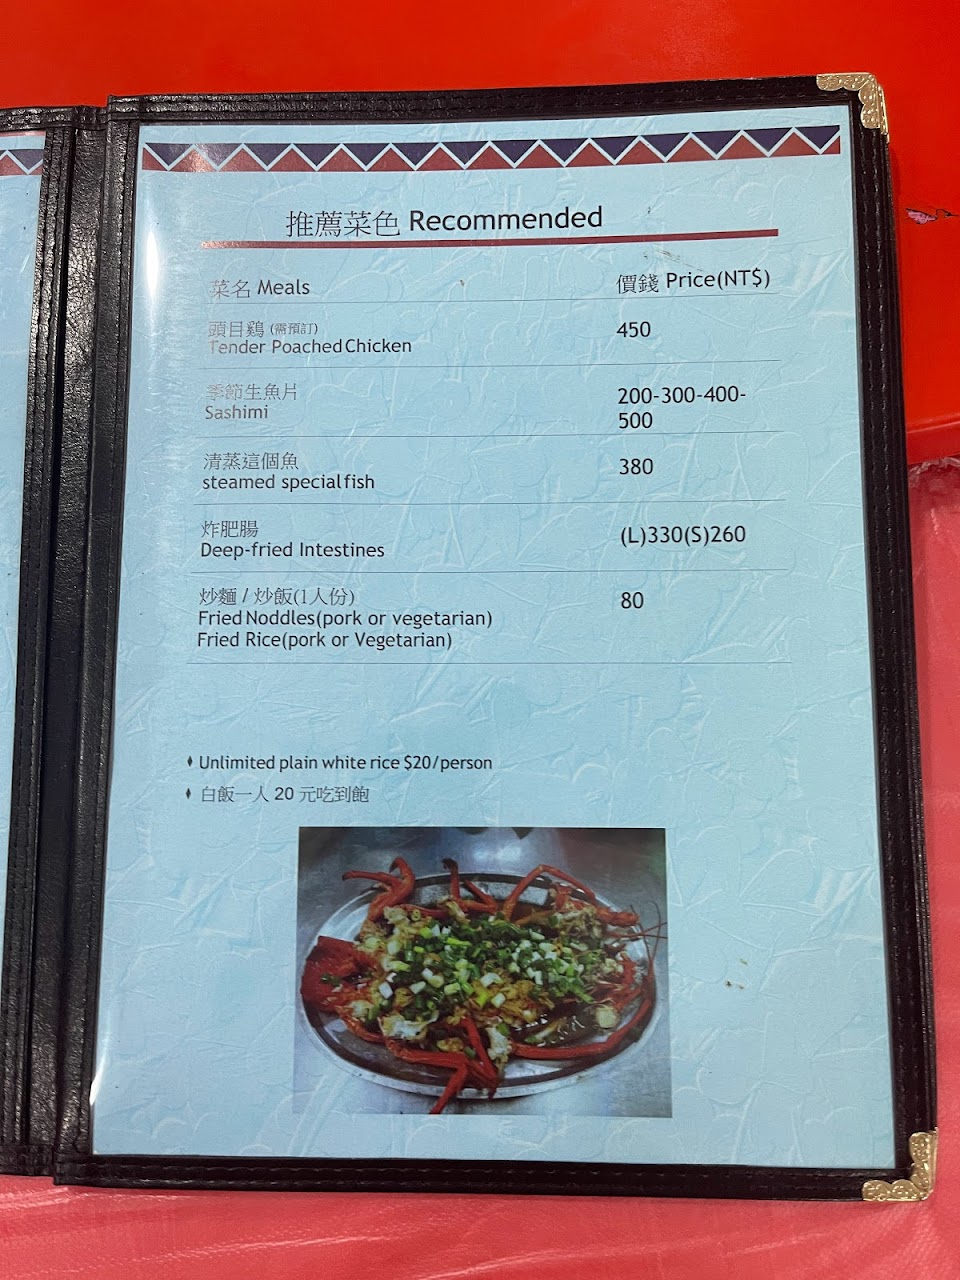 推薦菜色 Recommended
菜名 Meals 價錢 Price(NT$)
頭目鷄 (需預訂) 450
Tender Poached Chicken
季節生魚片 200-300-400-
Sashimi 500
清蒸這個魚 380
steamed special fish
炸肥腸 (L)330(S)260
Deep-fried Intestines
炒麵 / 炒飯(1人份) 80
Fried Noddles(pork or vegetarian)
Fried Rice(pork or Vegetarian)
♦ Unlimited plain white rice $20/person
♦ 白飯一人 20 元吃到飽